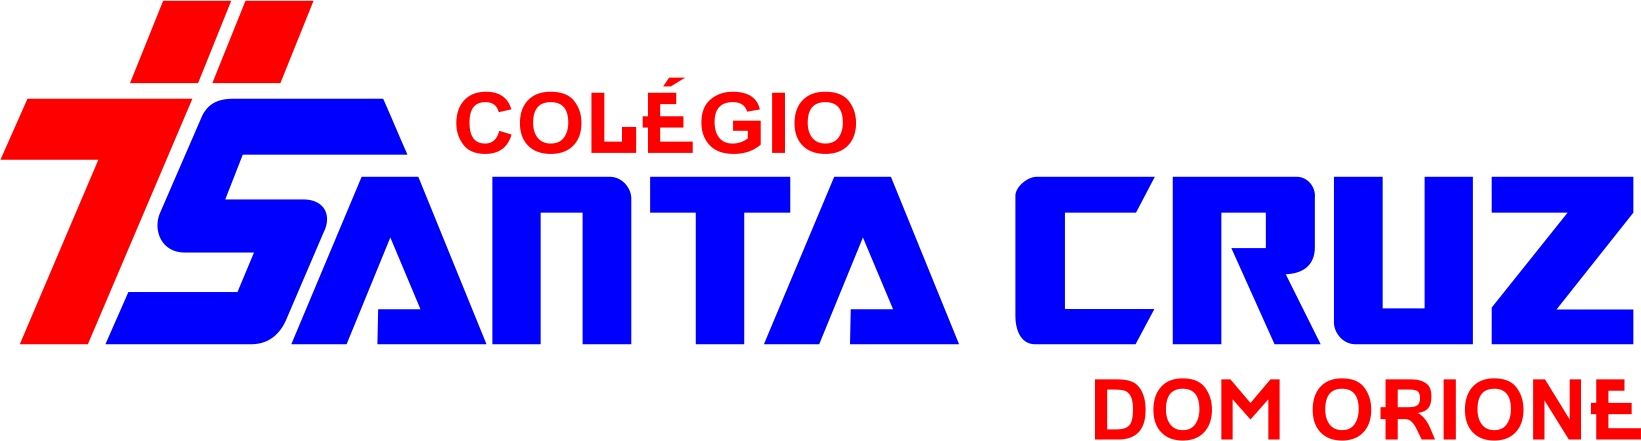 COLÉGIO
SANTA CRUZ
DOM ORIONE